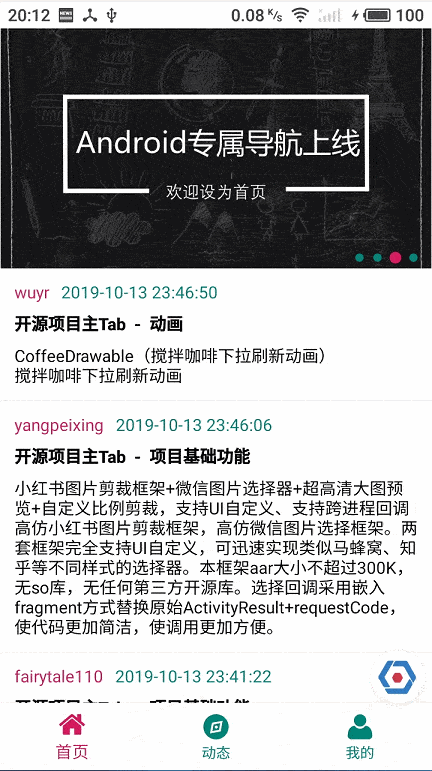 20:12 NEWS 0.08 K/s 100
Android专属导航上线
欢迎设为首页
wuyr 2019-10-13 23:46:50
开源项目主Tab - 动画
CoffeeDrawable（搅拌咖啡下拉刷新动画）
搅拌咖啡下拉刷新动画
yangpeixing 2019-10-13 23:46:06
开源项目主Tab - 项目基础功能
小红书图片剪裁框架+微信图片选择器+超高清大图预
览+自定义比例剪裁，支持UI自定义、支持跨进程回调
高仿小红书图片剪裁框架，高仿微信图片选择框架。两
套框架完全支持UI自定义，可迅速实现类似马蜂窝、知
乎等不同样式的选择器。本框架aar大小不超过300K，
无so库，无任何第三方开源库。选择回调采用嵌入
fragment方式替换原始ActivityResult+requestCode，
使代码更加简洁，使调用更加方便。
fairytale110 2019-10-13 23:41:22
开源项目主Tab - 项目基础功能
首页 动态 我的